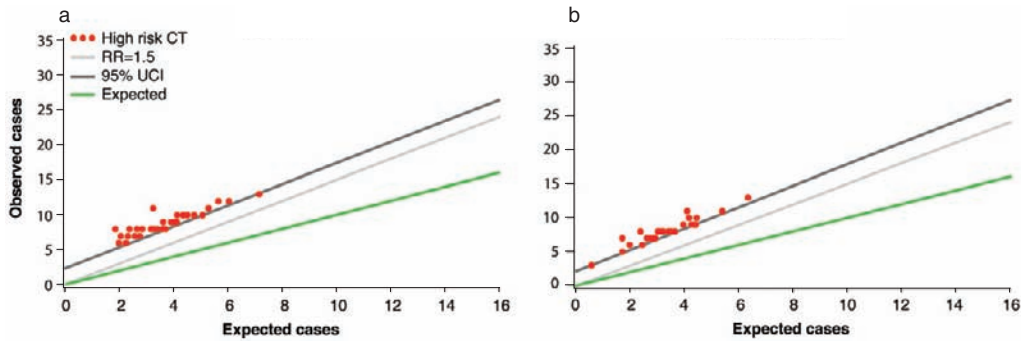 a
35
30
25
20
15
10
5
0
Observed cases
High risk CT
RR=1.5
95% UCI
Expected
0 2 4 6 8 10 12 14 16
Expected cases
b
35
30
25
20
15
10
5
0
0 2 4 6 8 10 12 14 16
Expected cases